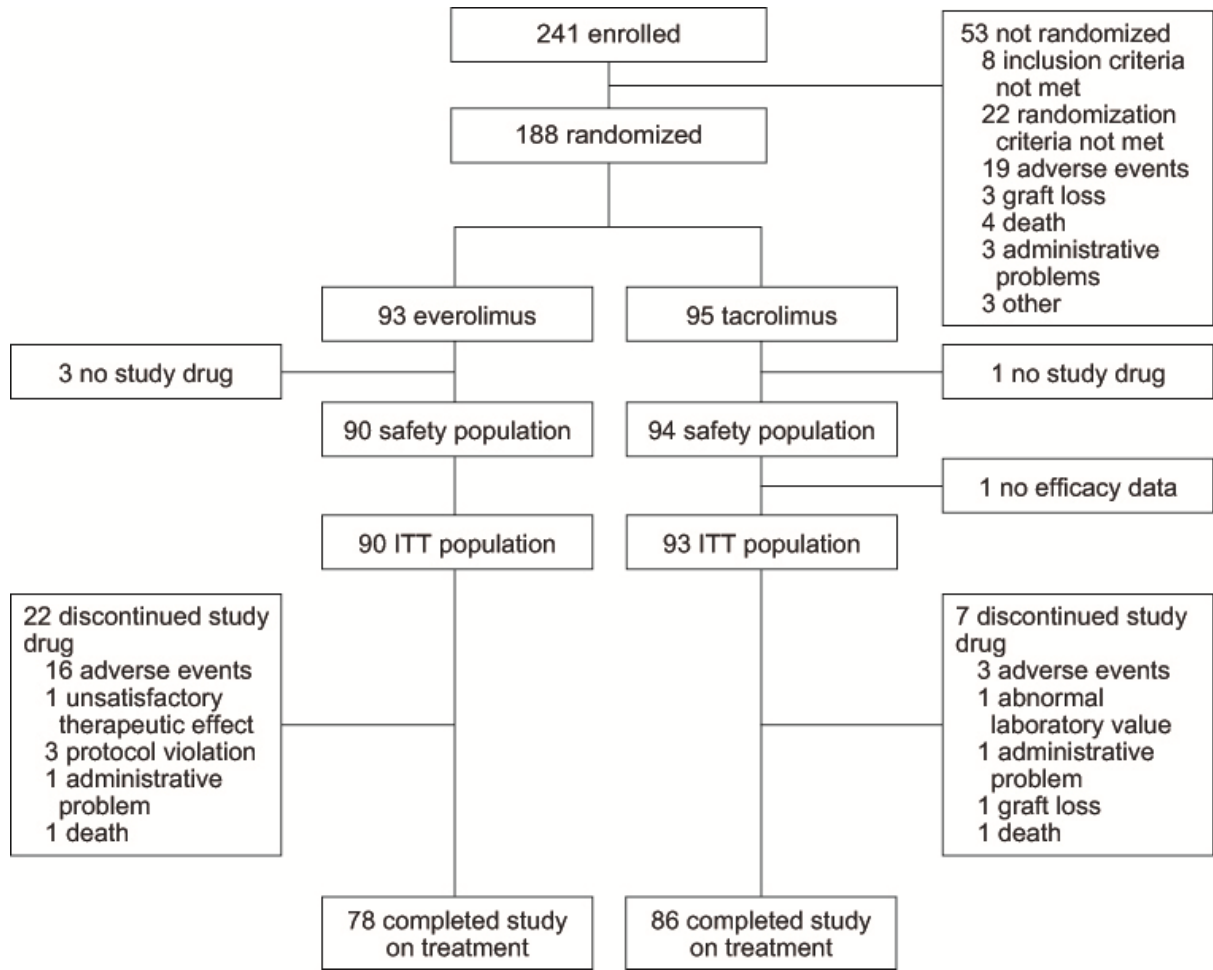 241 enrolled
53 not randomized
8 inclusion criteria
not met
22 randomization
criteria not met
19 adverse events
3 graft loss
4 death
3 administrative
problems
3 other
188 randomized
93 everolimus
95 tacrolimus
3 no study drug
1 no study drug
90 safety population
94 safety population
1 no efficacy data
90 ITT population
93 ITT population
22 discontinued study
drug
16 adverse events
1 unsatisfactory
therapeutic effect
3 protocol violation
1 administrative
problem
1 death
7 discontinued study
drug
3 adverse events
1 abnormal
laboratory value
1 administrative
problem
1 graft loss
1 death
78 completed study
on treatment
86 completed study
on treatment